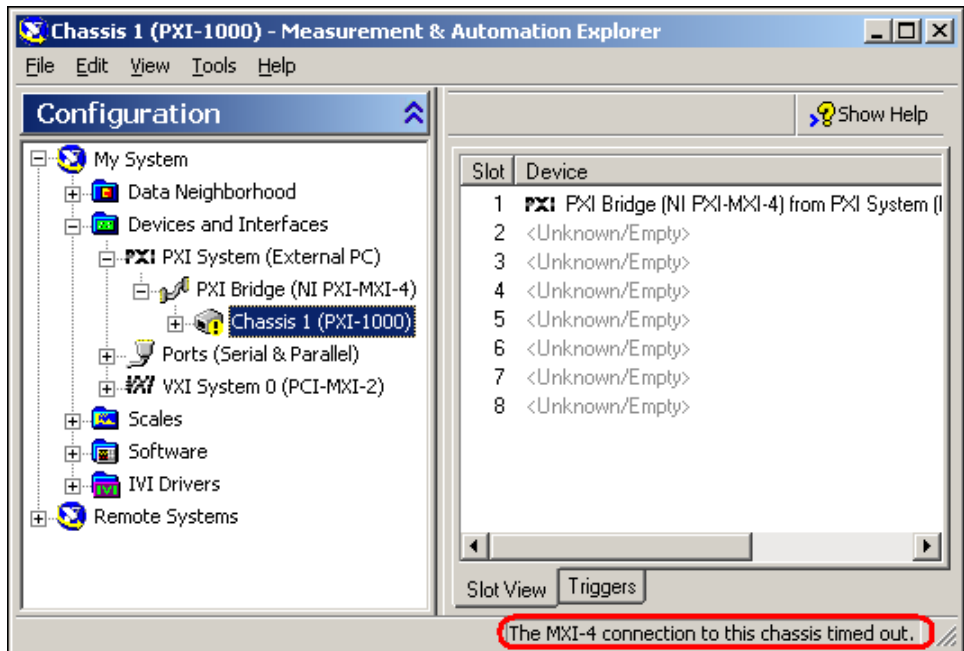 Chassis 1 (PXI-1000) - Measurement & Automation Explorer
File Edit View Tools Help
Configuration
Show Help
My System
Data Neighborhood
Devices and Interfaces
PXI PXI System (External PC)
PXI Bridge (NI PXI-MXI-4)
Chassis 1 (PXI-1000)
Ports (Serial & Parallel)
VXI VXI System 0 (PCI-MXI-2)
Scales
Software
IVI Drivers
Remote Systems
Slot Device
1 PXI PXI Bridge (NI PXI-MXI-4) from PXI System (
2 <Unknown/Empty>
3 <Unknown/Empty>
4 <Unknown/Empty>
5 <Unknown/Empty>
6 <Unknown/Empty>
7 <Unknown/Empty>
8 <Unknown/Empty>
Slot View Triggers
The MXI-4 connection to this chassis timed out.